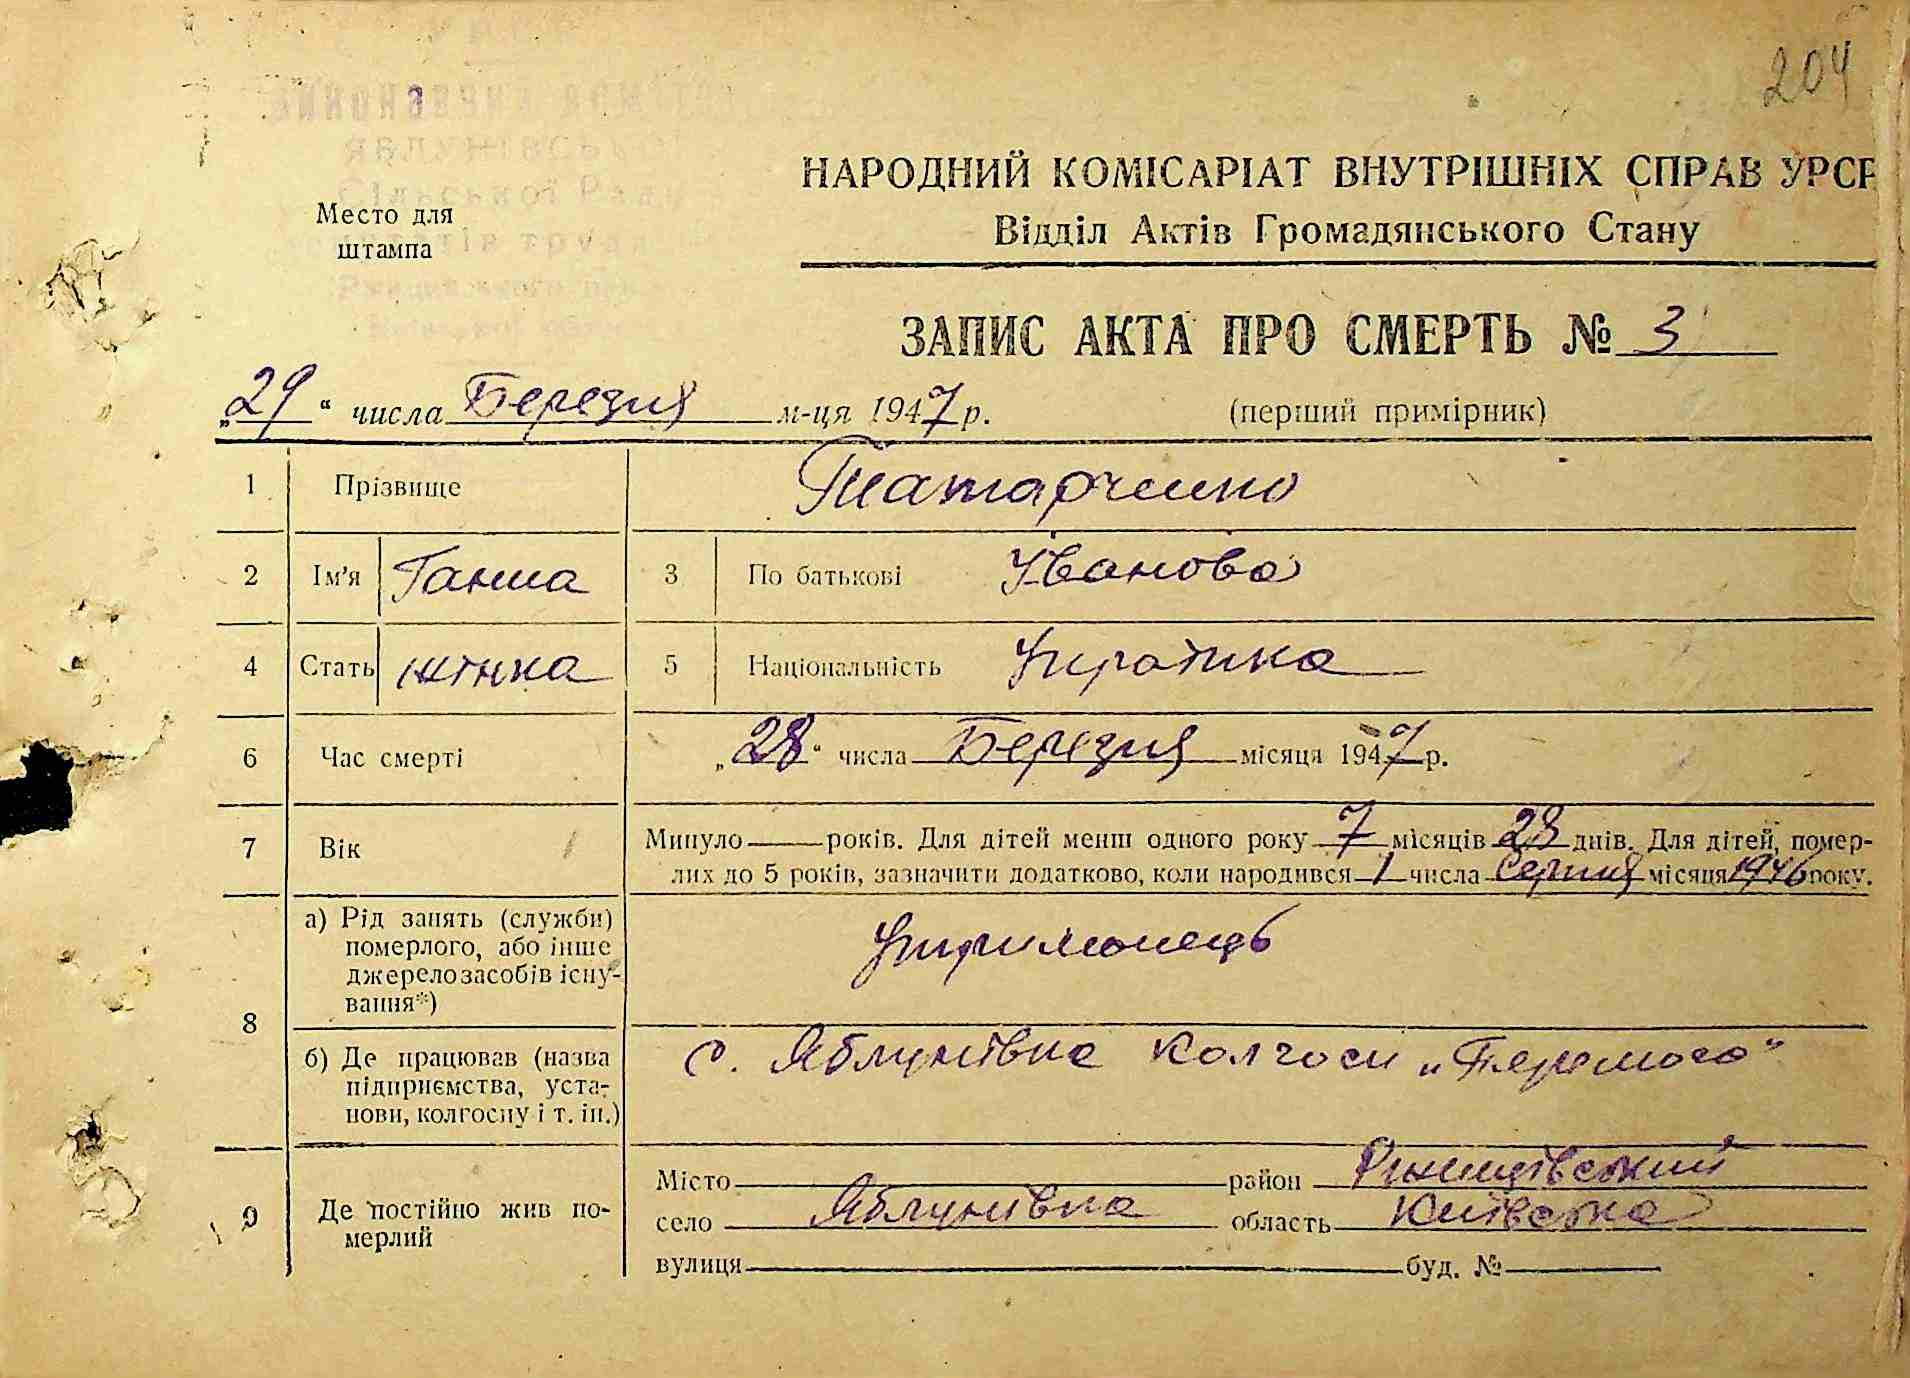 204
ЯБЛУНІВСЬКОЇ
Сільської Ради
Место для
штампа
НАРОДНИЙ КОМІСАРІАТ ВНУТРІШНІХ СПРАВ УРСР
Відділ Актів Громадянського Стану
ЗАПИС АКТА ПРО СМЕРТЬ № 3
„29“ числа Березня м-ця 1947 р. (перший примірник)
1 Прізвище Татарченко
2 Ім'я Ганна 3 По батькові Іванова
4 Стать жінка 5 Національність Українка
6 Час смерті „28“ числа Березня місяця 1947 р.
7 Вік Минуло — років. Для дітей менш одного року 7 місяців 28 днів. Для дітей, помер-
лих до 5 років, зазначити додатково, коли народився 1 числа Серпня місяця 1946 року.
8 а) Рід занять (служби)
померлого, або інше
джерело засобів існу-
вання*)
Утриманець
б) Де працював (назва
підприємства, уста-
нови, колгоспу і т. ін.)
с. Яблунівка Колгосп „Перемога“
9 Де постійно жив по-
мерлий
Місто — район Ржищівський
село Яблунівка область Київська
вулиця — буд. № —